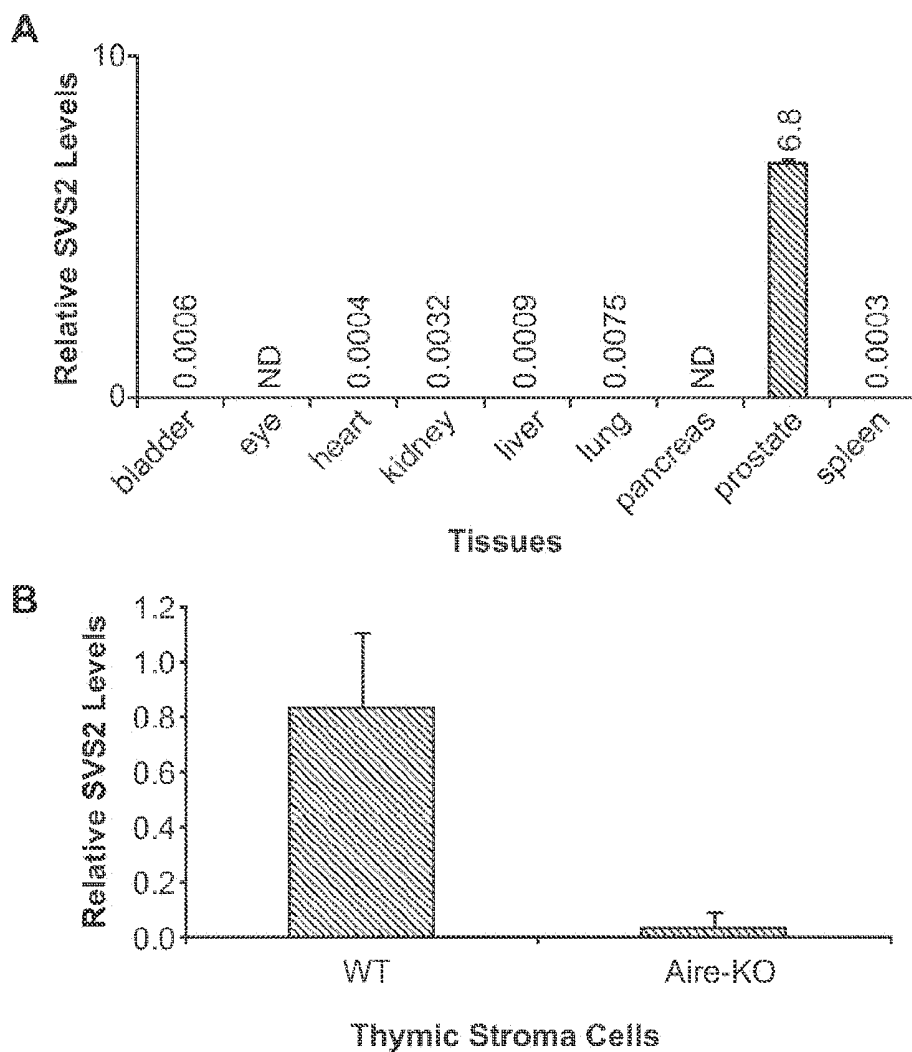 A
Relative SVS2 Levels
10
0
0.0006
ND
0.0004
0.0032
0.0009
0.0075
ND
6.8
0.0003
bladder
eye
heart
kidney
liver
lung
pancreas
prostate
spleen
Tissues
B
Relative SVS2 Levels
1.2
1.0
0.8
0.6
0.4
0.2
0.0
WT
Aire-KO
Thymic Stroma Cells